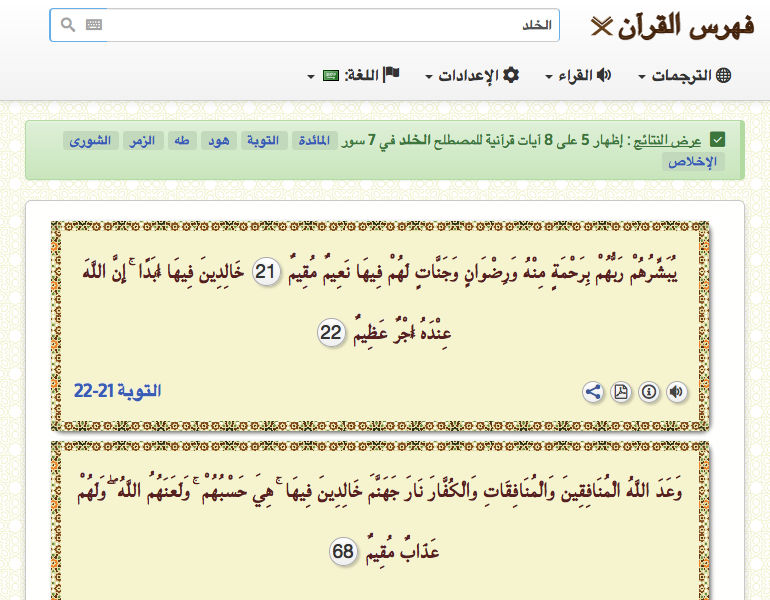 فهرس القرآن
الخلد
الترجمات
القراء
الإعدادات
اللغة:
عرض النتائج : إظهار 5 على 8 آيات قرآنية للمصطلح الخلد في 7 سور المائدة التوبة هود طه الزمر الشورى
الإخلاص
يُبَشِّرُهُمْ رَبُّهُمْ بِرَحْمَةٍ مِنْهُ وَرِضْوَانٍ وَجَنَّاتٍ لَهُمْ فِيهَا نَعِيمٌ مُقِيمٌ 21 خَالِدِينَ فِيهَا أَبَدًا ۚ إِنَّ اللَّهَ
عِنْدَهُ أَجْرٌ عَظِيمٌ 22
التوبة 21-22
وَعَدَ اللَّهُ الْمُنَافِقِينَ وَالْمُنَافِقَاتِ وَالْكُفَّارَ نَارَ جَهَنَّمَ خَالِدِينَ فِيهَا ۚ هِيَ حَسْبُهُمْ ۚ وَلَعَنَهُمُ اللَّهُ ۖ وَلَهُمْ
عَذَابٌ مُقِيمٌ 68